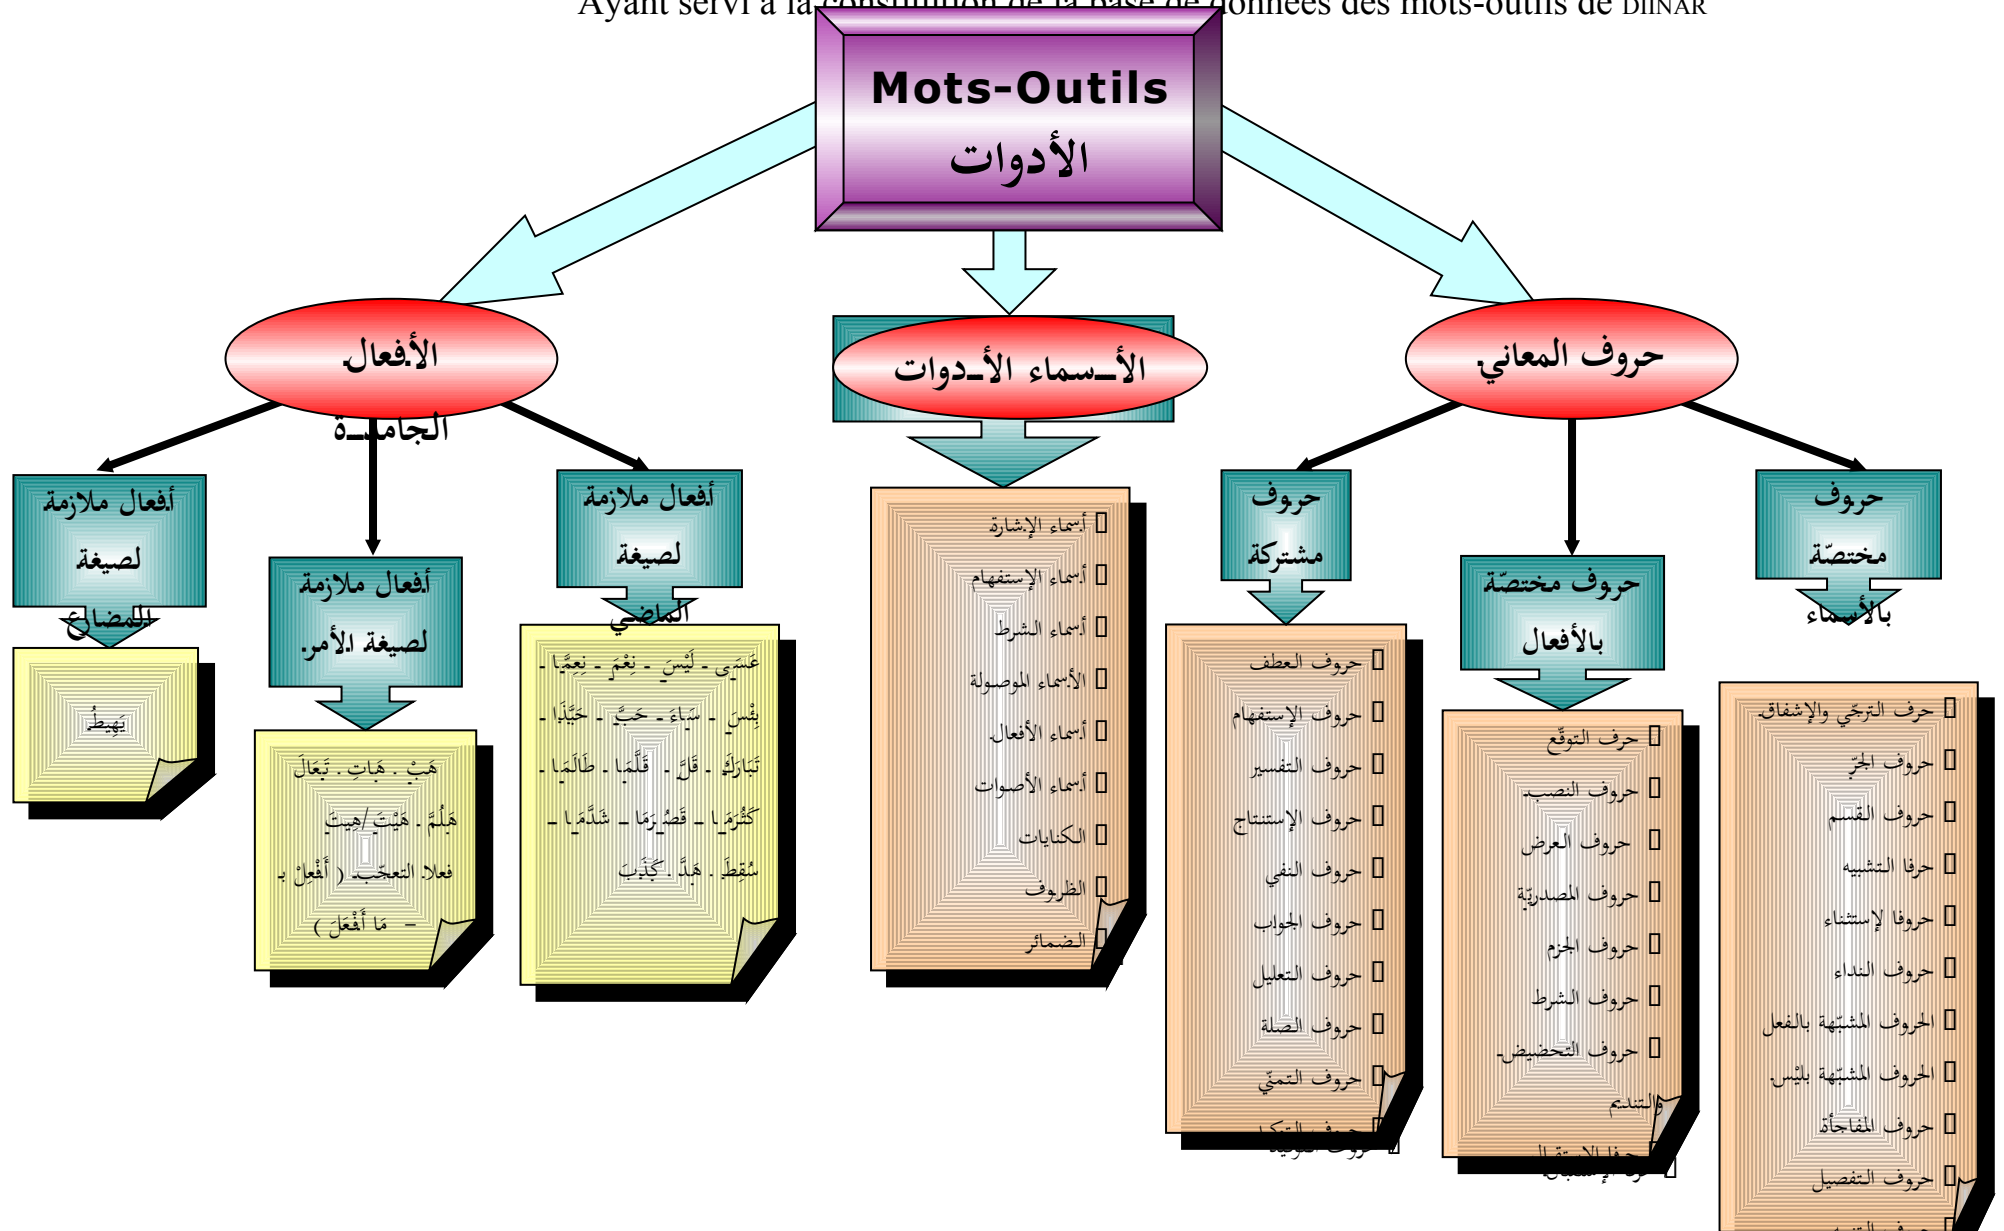 Ayant servi à la constitution de la base de données des mots-outils de DIINAR
Mots-Outils
الأدوات
حروف المعاني
الأسماء الأدوات
الأفعال
الجامدة
حروف
مختصّة
بالأسماء
حرف الترجّي والإشفاق
حروف الجرّ
حروف القسم
حرفا التشبيه
حروفا لإستثناء
حروف النداء
الحروف المشبّهة بالفعل
الحروف المشبّهة بليْس
حروف المفاجأة
حروف التفصيل
حروف مختصّة
بالأفعال
حرف التوقّع
حروف النصب
حروف العرض
حروف المصدريّة
حروف الجزم
حروف الشرط
حروف التحضيض
والتنديم
حرفا الإستقبال
حروف
مشتركة
حروف العطف
حروف الإستفهام
حروف التفسير
حروف الإستنتاج
حروف النفي
حروف الجواب
حروف التعليل
حروف الصلة
حروف التمنّي
حروف التوكيد
أسماء الإشارة
أسماء الإستفهام
أسماء الشرط
الأسماء الموصولة
أسماء الأفعال
أسماء الأصوات
الكنايات
الظروف
الضمائر
أفعال ملازمة
لصيغة
الماضي
عَسَى - لَيْسَ - نِعْمَ - نِعِمَّا -
بِئْسَ - سَاءَ - حَبَّ - حَبَّذَا -
تَبَارَكَ - قَلَّ - قَلَّمَا - طَالَمَا -
كَثُرَمَا - قَصُرَمَا - شَدَّمَا -
سُقِطَ . هَدَّ . كَذَبَ
أفعال ملازمة
لصيغة الأمر
هَبْ . هَاتِ . تَعَالَ
هَلُمَّ . هَيْتَ/هِيتَ
فعلا التعجّب ( أَفْعِلْ بـ
- مَا أَفْعَلَ )
أفعال ملازمة
لصيغة
المضارع
يَهِيطُ